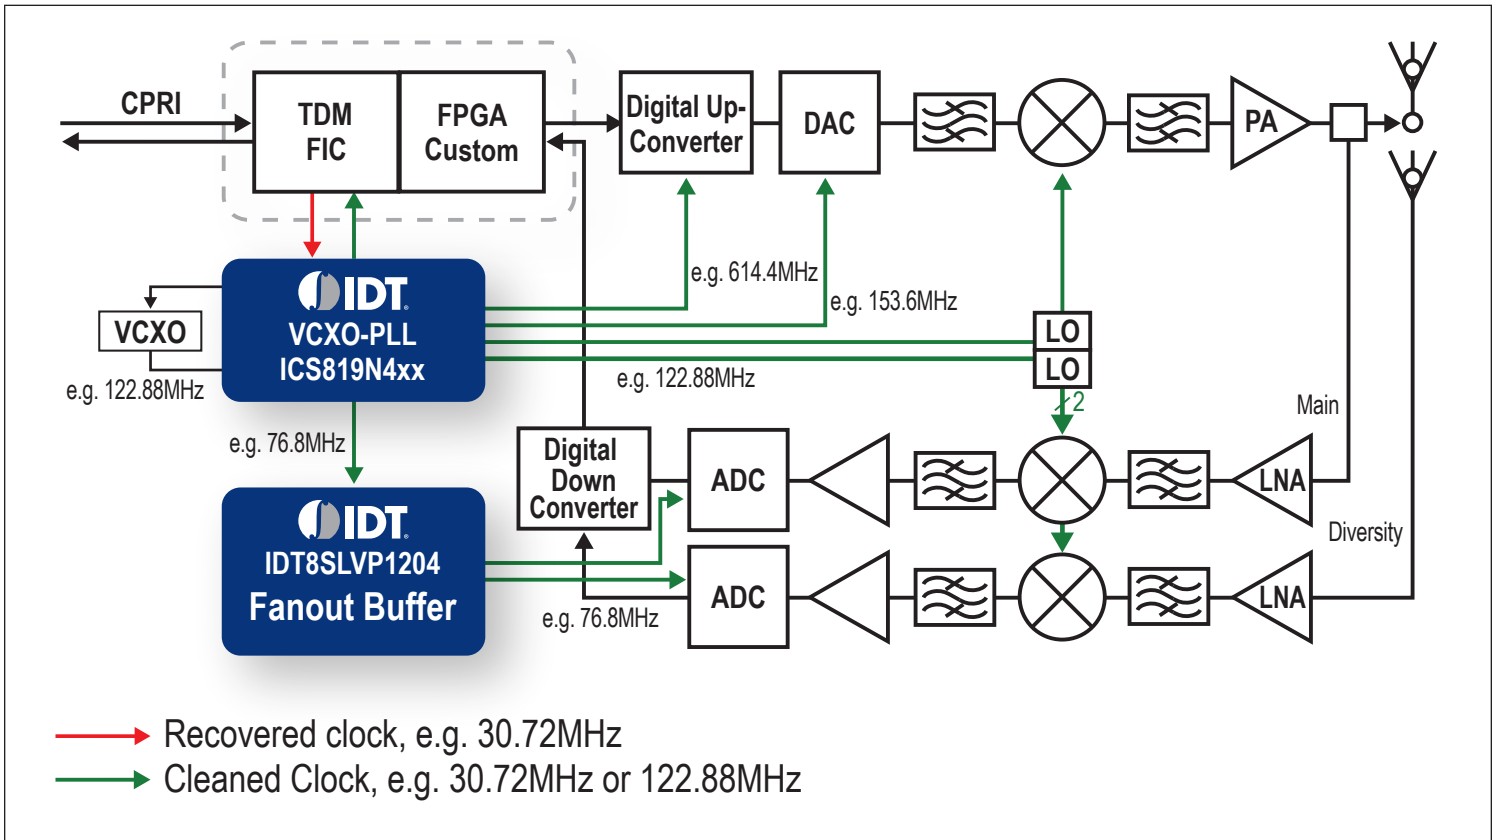 CPRI
TDM
FIC
FPGA
Custom
Digital Up-
Converter
DAC
PA
IDT
VCXO-PLL
ICS819N4xx
VCXO
e.g. 122.88MHz
e.g. 614.4MHz
e.g. 153.6MHz
e.g. 122.88MHz
LO
LO
2
Main
e.g. 76.8MHz
Digital
Down
Converter
ADC
LNA
Diversity
IDT
IDT8SLVP1204
Fanout Buffer
e.g. 76.8MHz
ADC
LNA
Recovered clock, e.g. 30.72MHz
Cleaned Clock, e.g. 30.72MHz or 122.88MHz